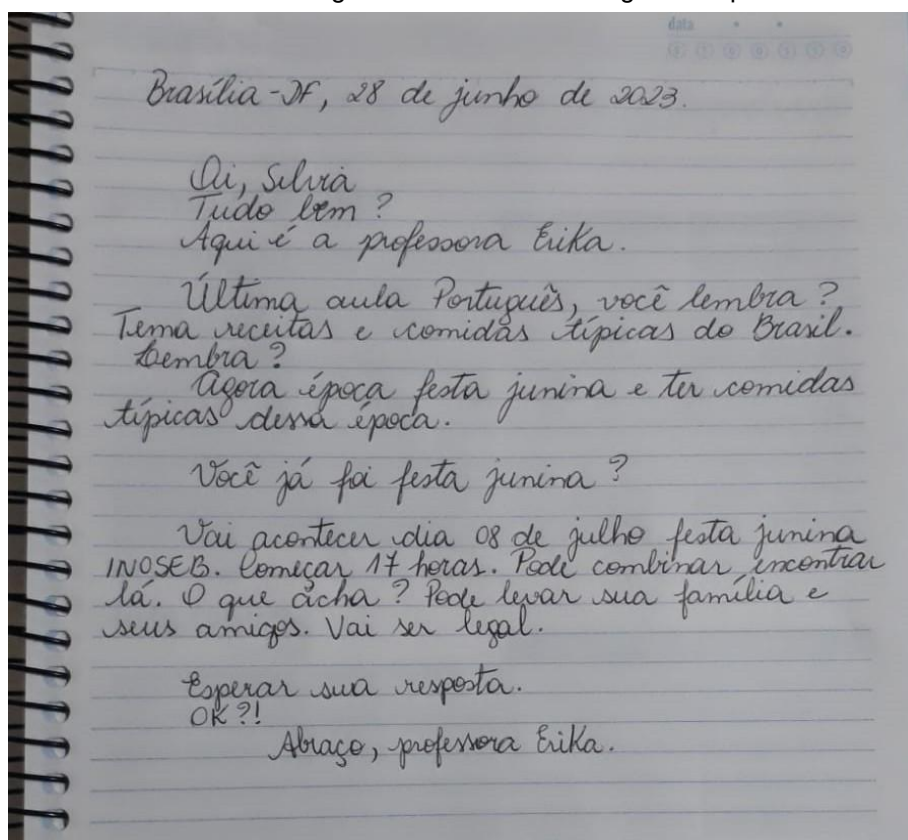 data
Brasília-DF, 28 de junho de 2023.
Oi, Silvia
Tudo bem?
Aqui é a professora Erika.
Última aula Português, você lembra?
Tema receitas e comidas típicas do Brasil.
Lembra?
Agora época festa junina e ter comidas
típicas dessa época.
Você já foi festa junina?
Vai acontecer dia 08 de julho festa junina
INOSEB. Começar 17 horas. Pode combinar encontrar
lá. O que acha? Pode levar sua família e
seus amigos. Vai ser legal.
Esperar sua resposta.
OK?!
Abraço, professora Erika.